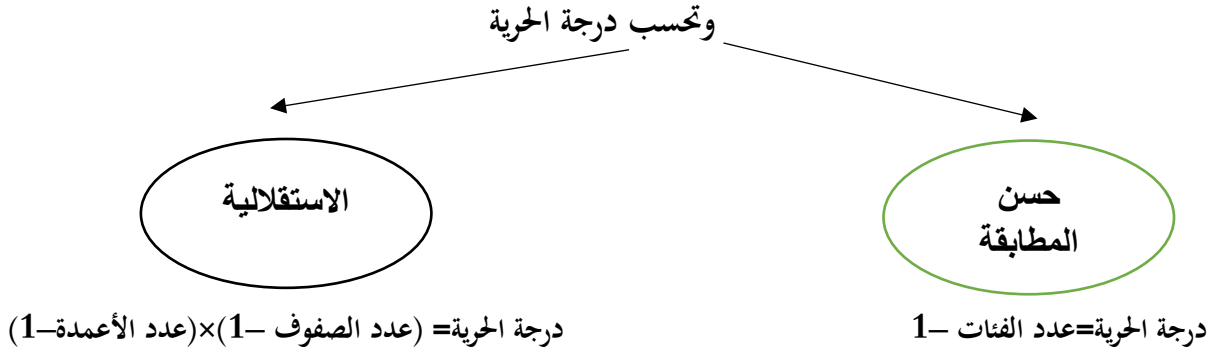 وتحسب درجة الحرية
حسن
المطابقة
الاستقلالية
درجة الحرية=عدد الفئات –1
درجة الحرية= (عدد الصفوف –1)×(عدد الأعمدة–1)